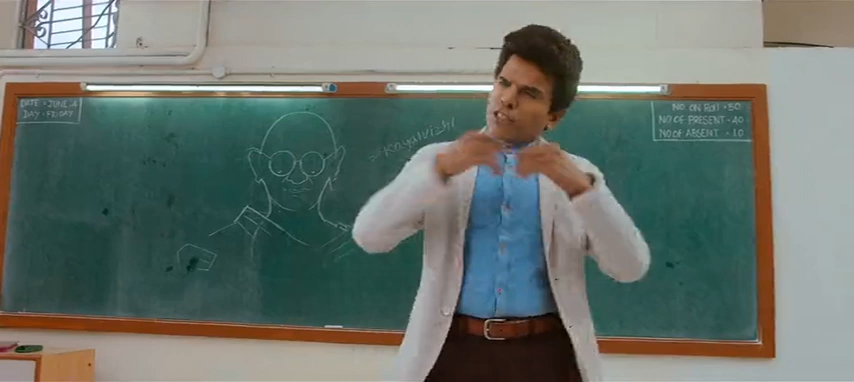 DATE - JUNE 4
DAY - FRIDAY
NO ON Roll - 50
NO OF PRESENT - 40
NO OF ABSENT - 10